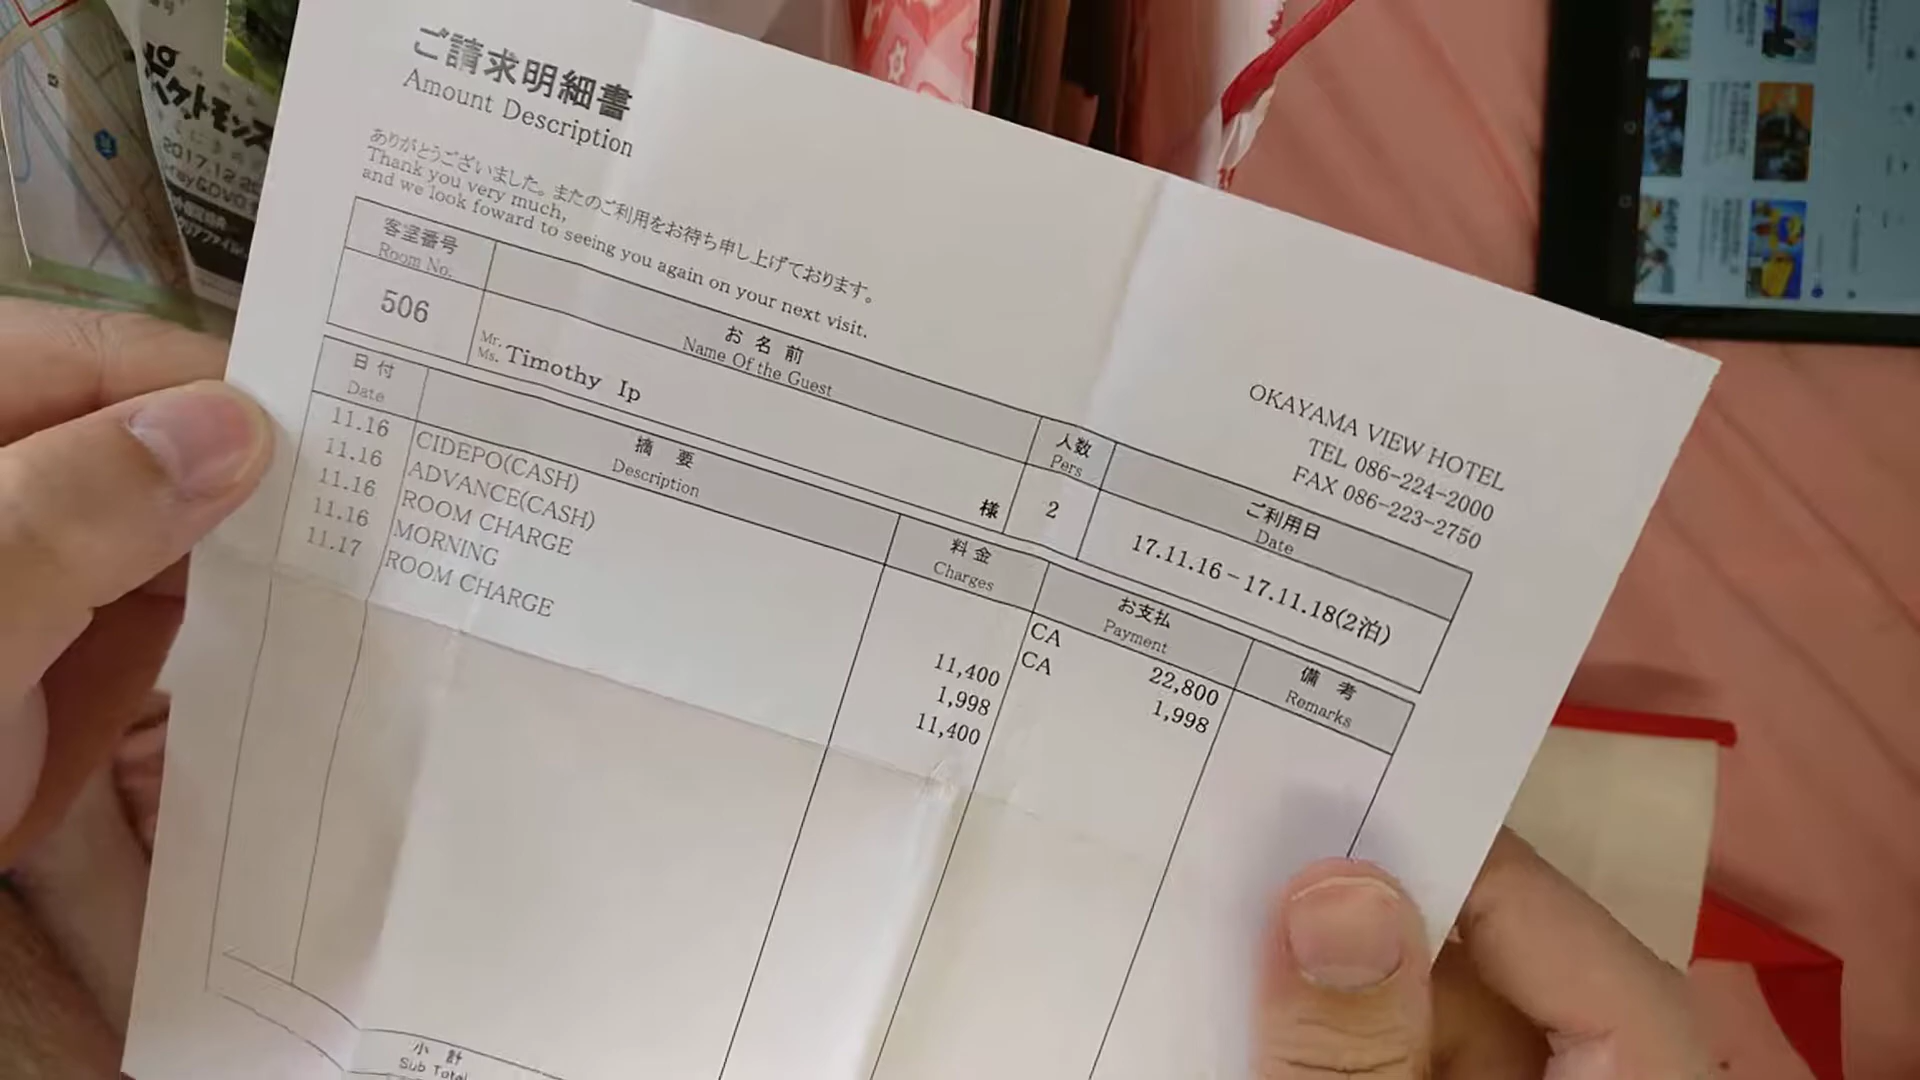 ご請求明細書
Amount Description
ありがとうございました。またのご利用をお待ち申し上げております。
Thank you very much,
and we look foward to seeing you again on your next visit.
OKAYAMA VIEW HOTEL
TEL 086-224-2000
FAX 086-223-2750
客室番号
Room No.
お名前
Name Of the Guest
人数
Pers
ご利用日
Date
506
Mr.
Ms. Timothy Ip
様
2
17.11.16-17.11.18(2泊)
日付
Date
摘要
Description
料金
Charges
お支払
Payment
備考
Remarks
11.16 CIDEPO(CASH) CA 22,800
11.16 ADVANCE(CASH) CA 1,998
11.16 ROOM CHARGE 11,400
11.16 MORNING 1,998
11.17 ROOM CHARGE 11,400
小計
Sub Total
ポケットモンス